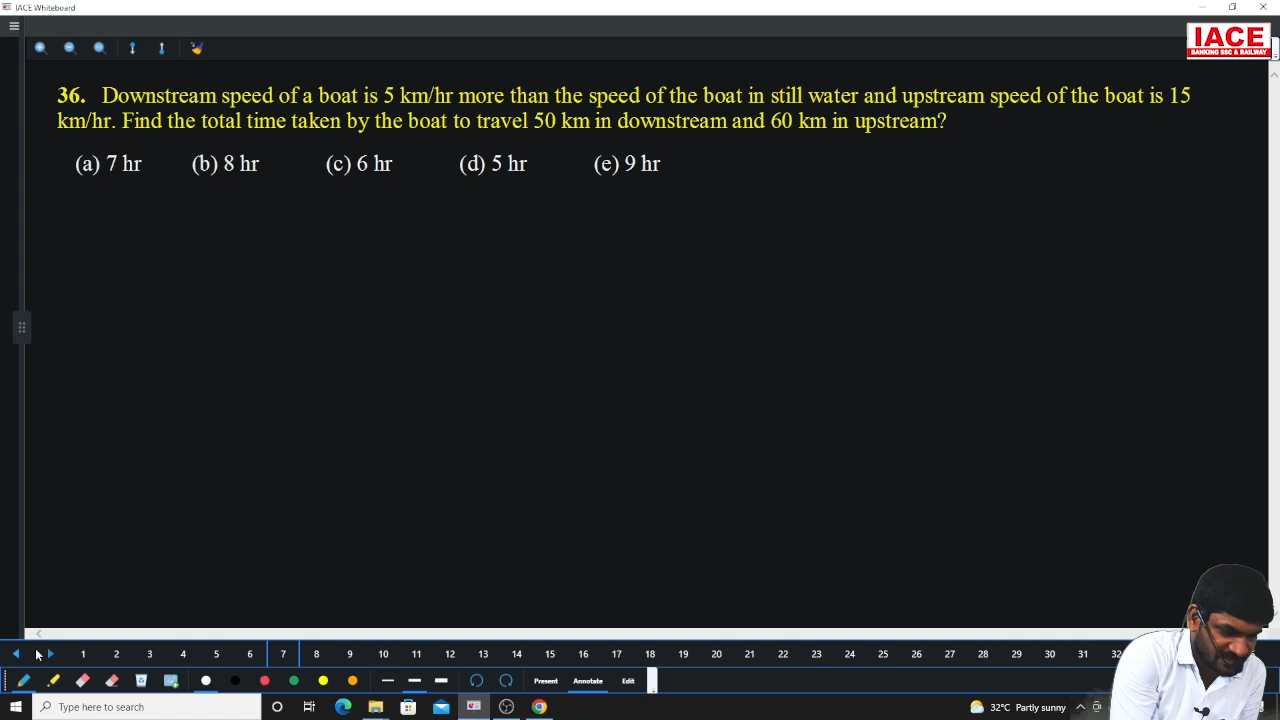 IACE Whiteboard
IACE
BANKING SSC & RAILWAY
36. Downstream speed of a boat is 5 km/hr more than the speed of the boat in still water and upstream speed of the boat is 15
km/hr. Find the total time taken by the boat to travel 50 km in downstream and 60 km in upstream?
(a) 7 hr (b) 8 hr (c) 6 hr (d) 5 hr (e) 9 hr
1 2 3 4 5 6 7 8 9 10 11 12 13 14 15 16 17 18 19 20 21 22 23 24 25 26 27 28 29 30 31 32
Present Annotate Edit
Type here to search
32°C Partly sunny